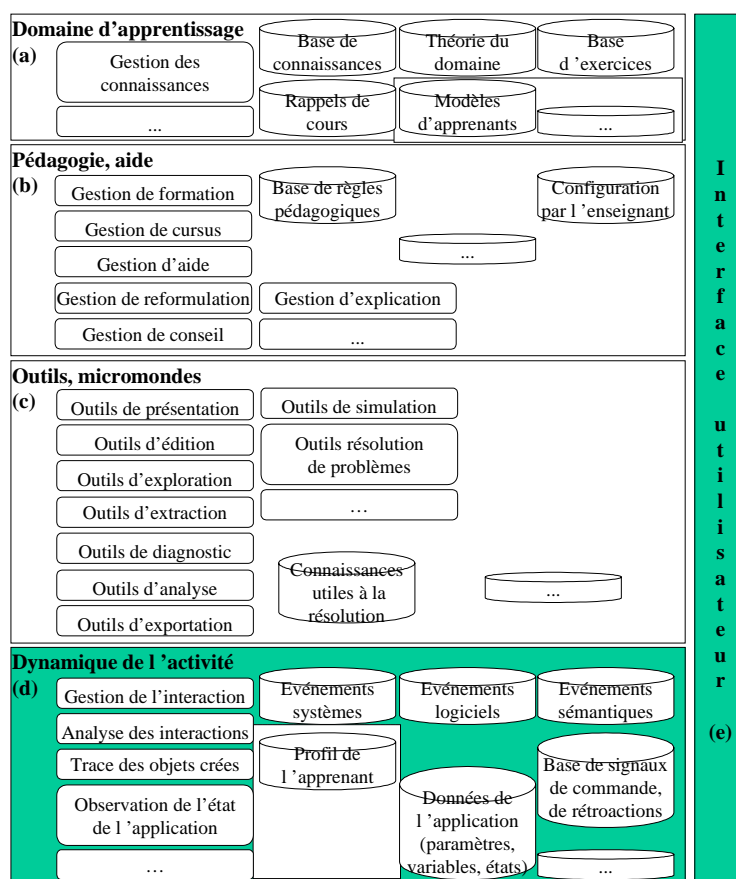 Domaine d'apprentissage
(a)
Gestion des
connaissances
...
Base de
connaissances
Théorie du
domaine
Base
d 'exercices
Rappels de
cours
Modèles
d'apprenants
...
Pédagogie, aide
(b)
Gestion de formation
Gestion de cursus
Gestion d'aide
Gestion de reformulation
Gestion de conseil
Base de règles
pédagogiques
Configuration
par l 'enseignant
...
Gestion d'explication
...
Outils, micromondes
(c)
Outils de présentation
Outils d'édition
Outils d'exploration
Outils d'extraction
Outils de diagnostic
Outils d'analyse
Outils d'exportation
Outils de simulation
Outils résolution
de problèmes
…
Connaissances
utiles à la
résolution
...
Dynamique de l 'activité
(d)
Gestion de l'interaction
Analyse des interactions
Trace des objets crées
Observation de l'état
de l 'application
…
Evénements
systèmes
Evénements
logiciels
Evénements
sémantiques
Profil de
l 'apprenant
Données de
l 'application
(paramètres,
variables, états)
Base de signaux
de commande,
de rétroactions
...
Interface utilisateur
(e)